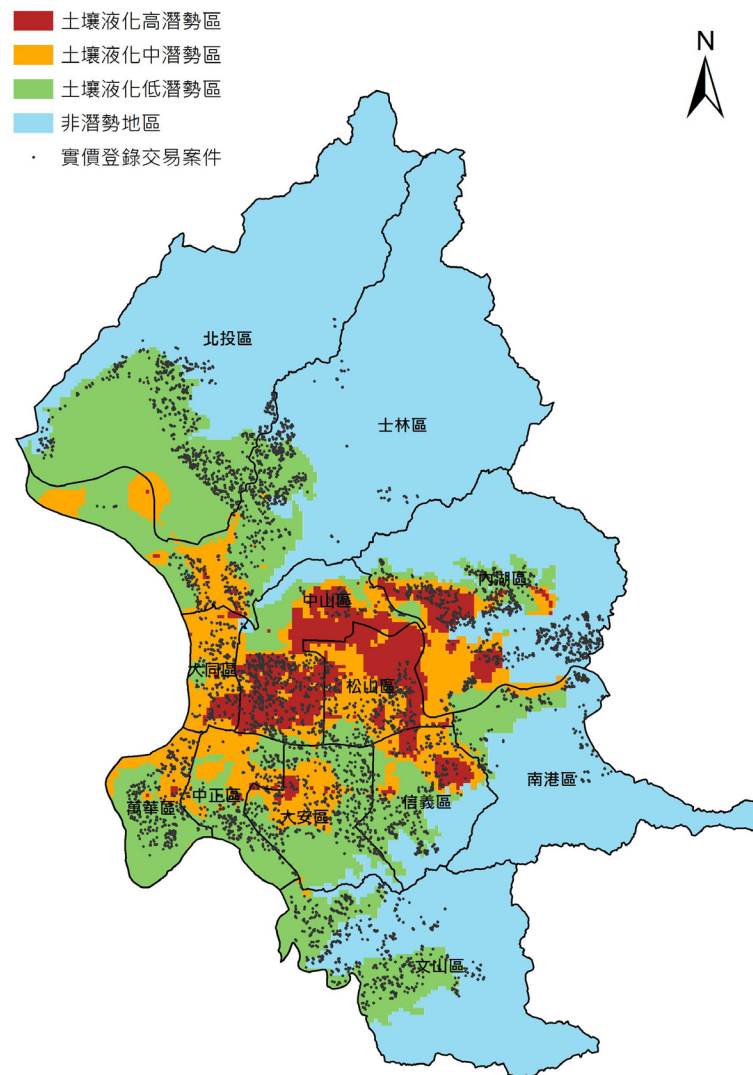 土壤液化高潛勢區
土壤液化中潛勢區
土壤液化低潛勢區
非潛勢地區
實價登錄交易案件
N
北投區
士林區
內湖區
中山區
大同區
松山區
南港區
萬華區
中正區
大安區
信義區
文山區